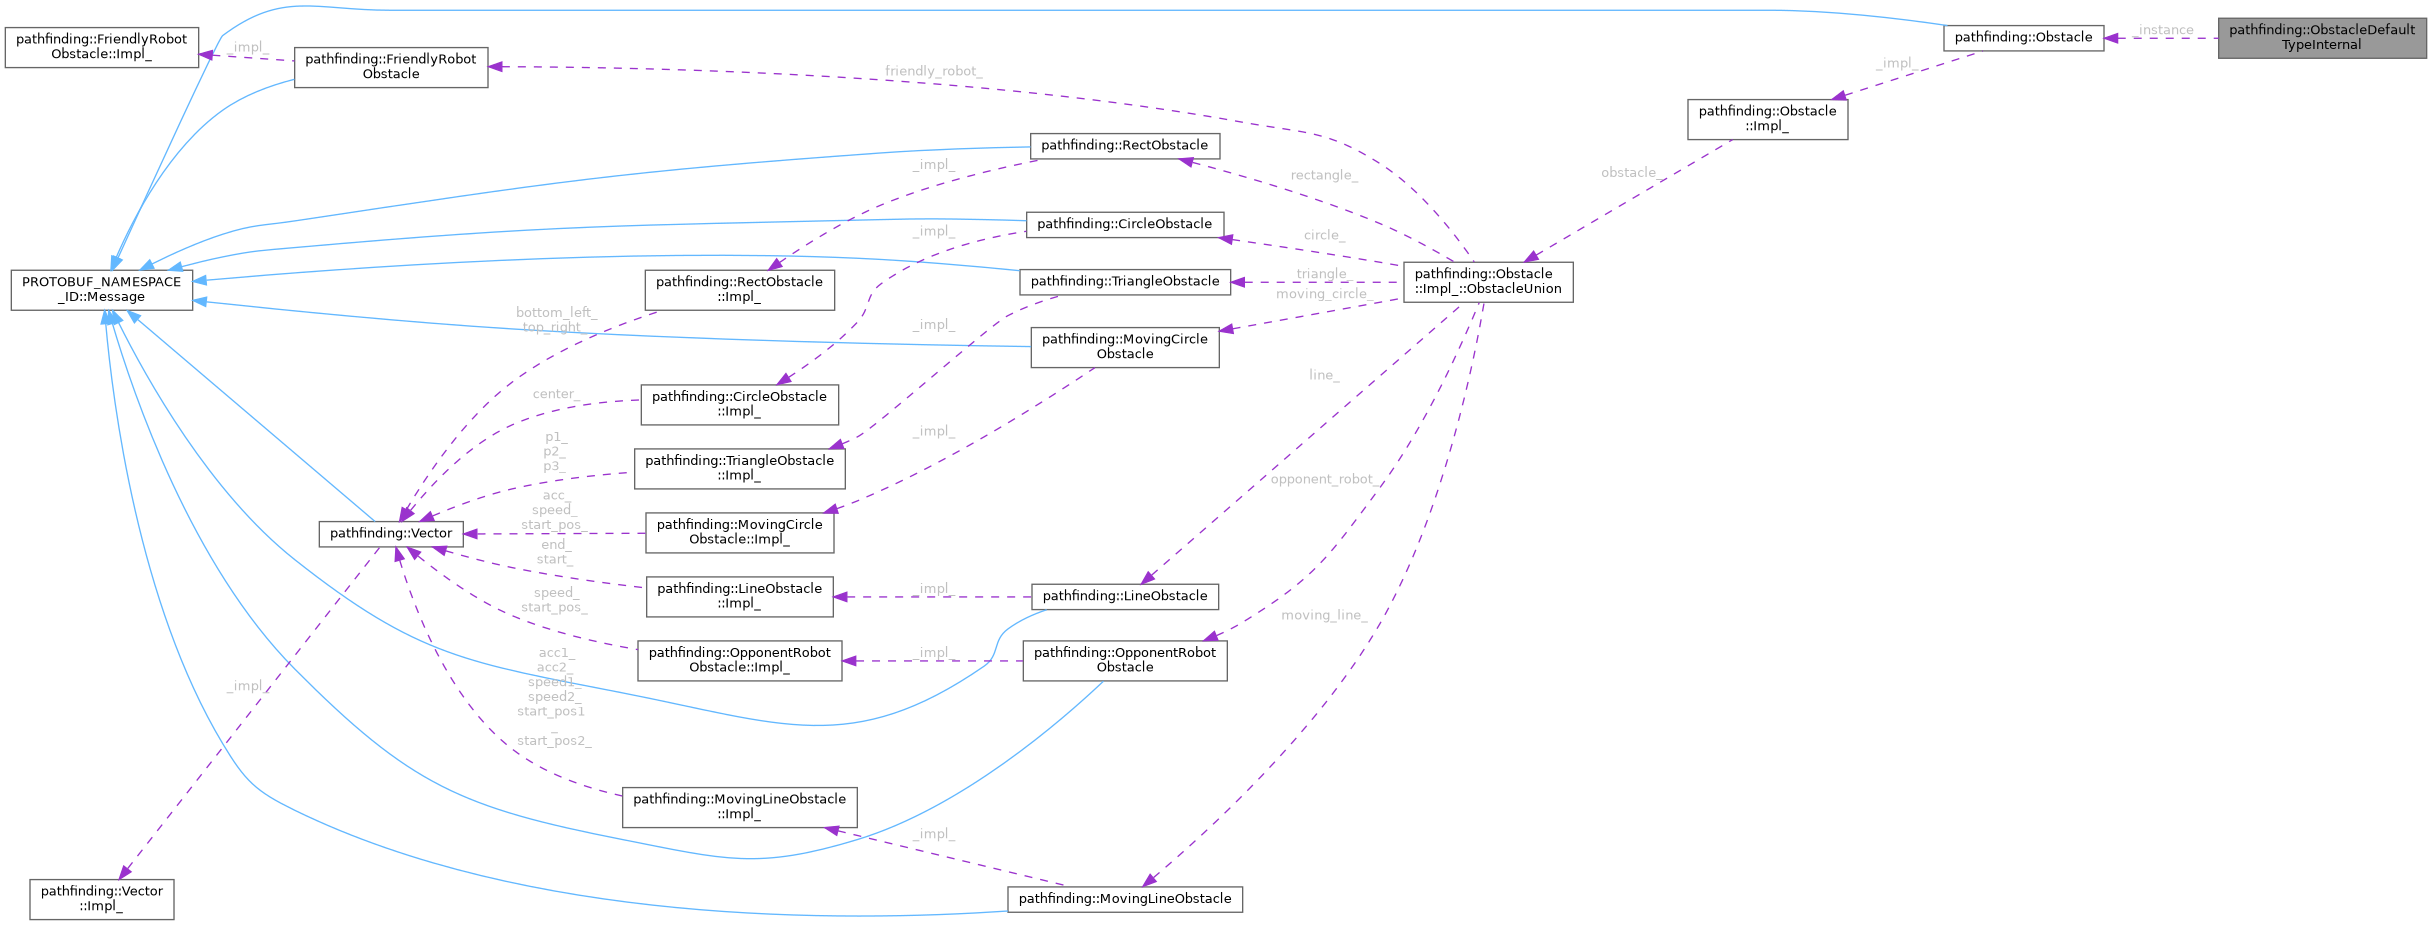 pathfinding::FriendlyRobot
Obstacle::Impl_
_impl_
pathfinding::FriendlyRobot
Obstacle
friendly_robot_
pathfinding::Obstacle
_instance
pathfinding::ObstacleDefault
TypeInternal
_impl_
pathfinding::Obstacle
::Impl_
obstacle_
pathfinding::RectObstacle
_impl_
rectangle_
pathfinding::CircleObstacle
_impl_
circle_
PROTOBUF_NAMESPACE
_ID::Message
pathfinding::RectObstacle
::Impl_
pathfinding::TriangleObstacle
triangle_
pathfinding::Obstacle
::Impl_::ObstacleUnion
moving_circle_
bottom_left_
top_right_
_impl_
pathfinding::MovingCircle
Obstacle
line_
center_
pathfinding::CircleObstacle
::Impl_
_impl_
p1_
p2_
p3_
pathfinding::TriangleObstacle
::Impl_
opponent_robot_
acc_
speed_
start_pos_
pathfinding::Vector
pathfinding::MovingCircle
Obstacle::Impl_
end_
start_
pathfinding::LineObstacle
::Impl_
_impl_
pathfinding::LineObstacle
speed_
start_pos_
moving_line_
pathfinding::OpponentRobot
Obstacle::Impl_
_impl_
pathfinding::OpponentRobot
Obstacle
_impl_
acc1_
acc2_
speed1_
speed2_
start_pos1
_
start_pos2_
pathfinding::MovingLineObstacle
::Impl_
_impl_
pathfinding::Vector
::Impl_
pathfinding::MovingLineObstacle